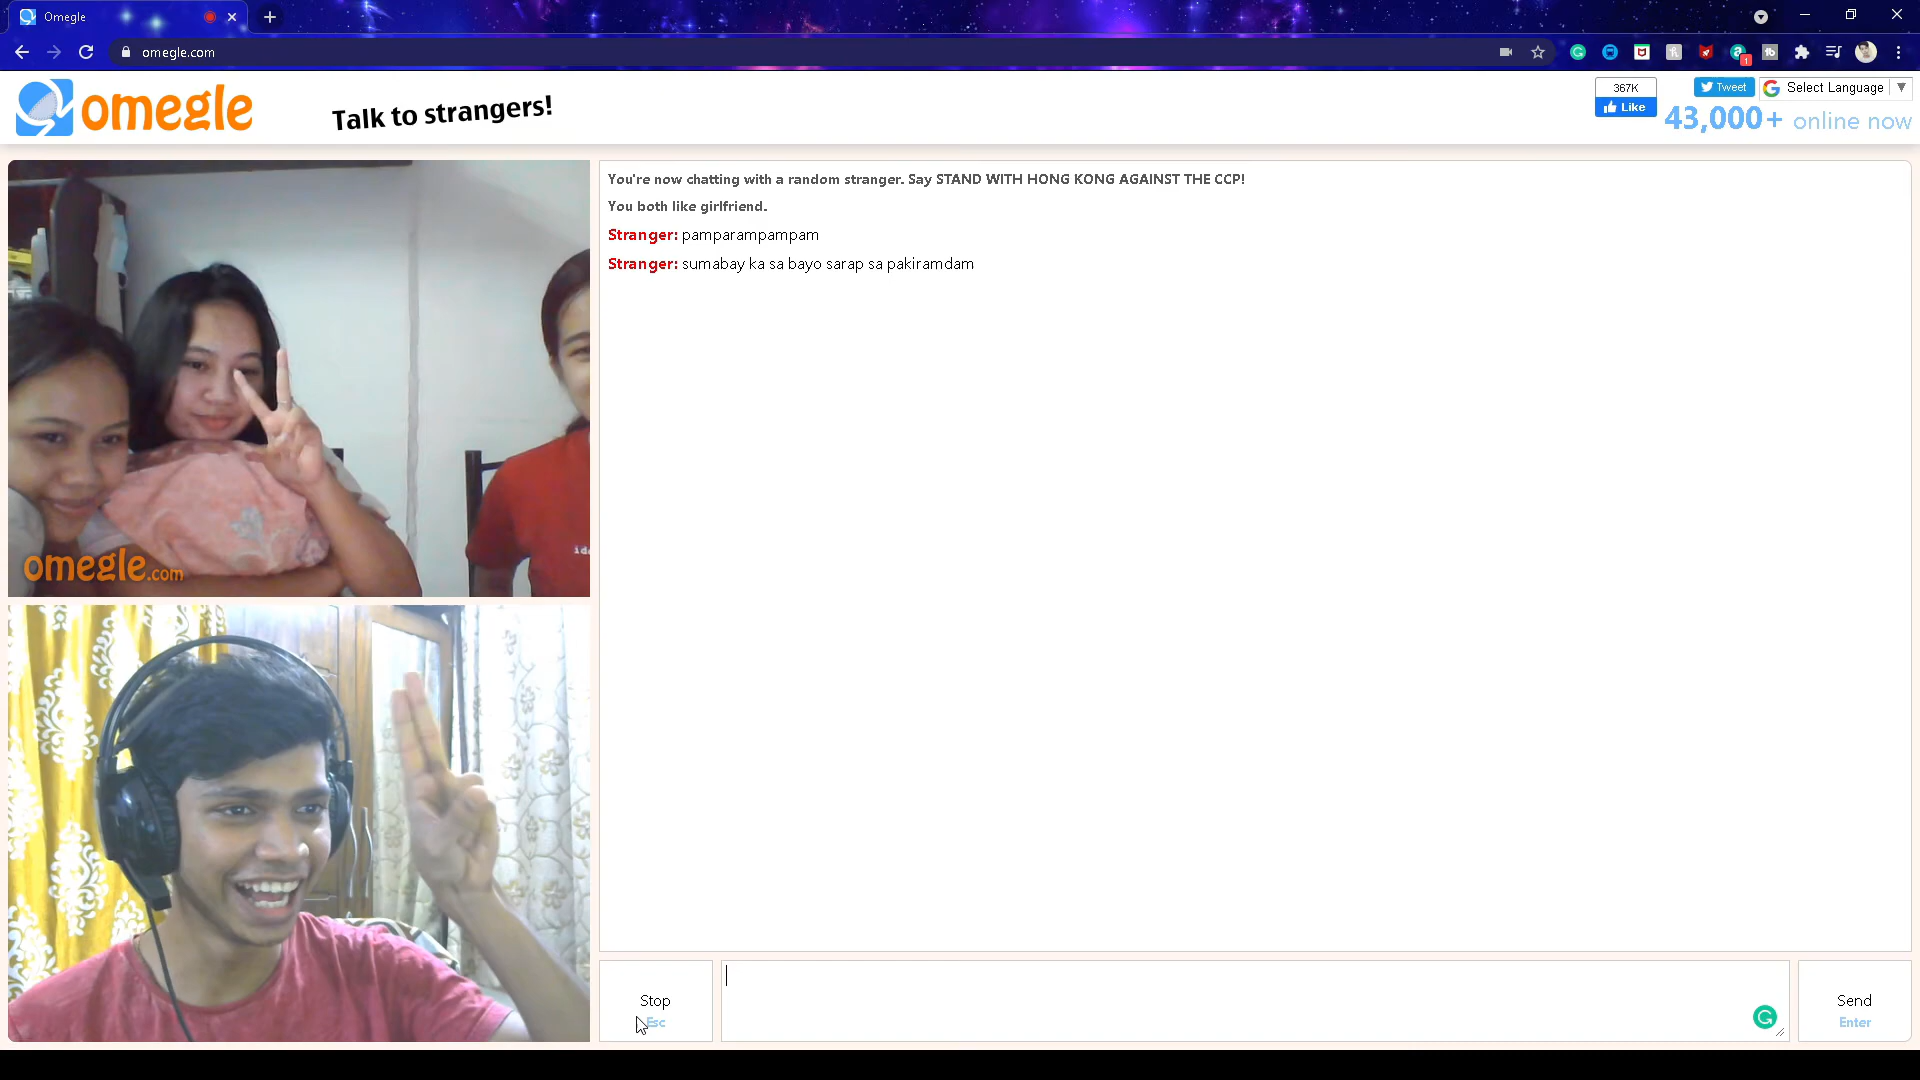 Omegle
omegle.com
omegle
Talk to strangers!
367K
Like
Tweet
Select Language
43,000+ online now
You're now chatting with a random stranger. Say STAND WITH HONG KONG AGAINST THE CCP!
You both like girlfriend.
Stranger: pamparampampam
Stranger: sumabay ka sa bayo sarap sa pakiramdam
omegle.com
Stop
Esc
Send
Enter